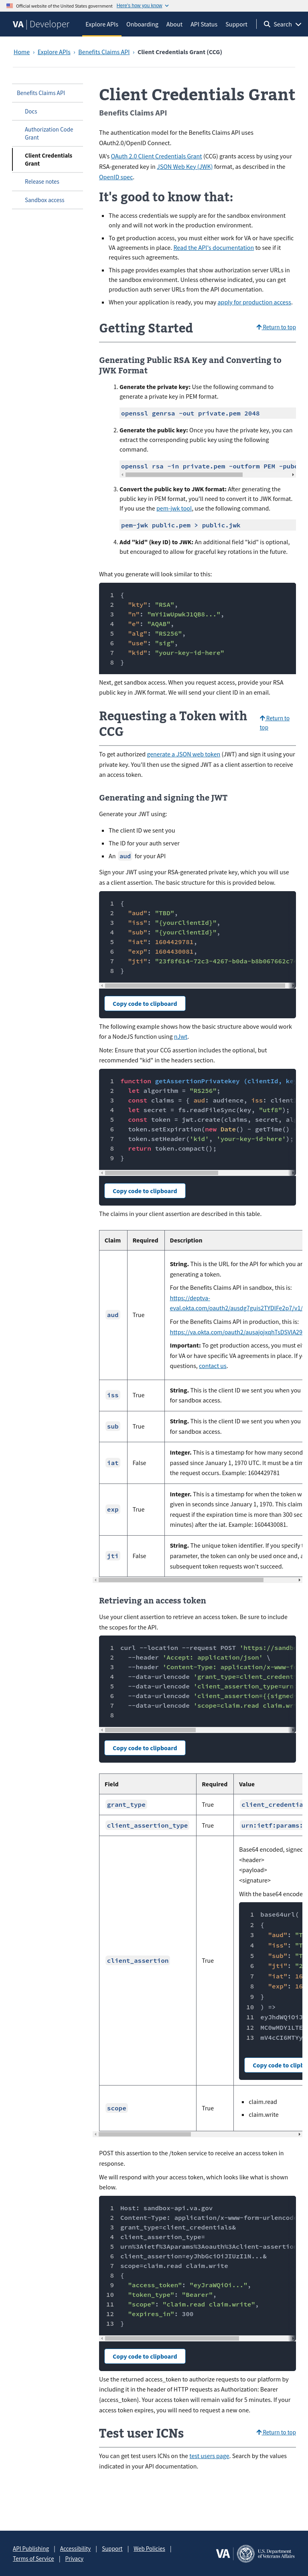 Official website of the United States government Here's how you know
VA | Developer
Explore APIs
Onboarding
About
API Status
Support
Search
Home › Explore APIs › Benefits Claims API › Client Credentials Grant (CCG)
Benefits Claims API
Docs
Authorization Code
Grant
Client Credentials
Grant
Release notes
Sandbox access
Client Credentials Grant
Benefits Claims API
The authentication model for the Benefits Claims API uses
OAuth2.0/OpenID Connect.
VA's OAuth 2.0 Client Credentials Grant (CCG) grants access by using your
RSA-generated private key, which you will generate in
JSON Web Key (JWK) format, as described in the
OpenID spec.
It's good to know that:
The access credentials we supply are for the sandbox environment
only and will not work in the production environment.
To get production access, you must either work for VA or have specific
VA agreements in place. Read the API's documentation to see if it
requires such agreements.
This page provides examples that show authorization server URLs in
the sandbox environment. Unless otherwise indicated, you can get
production auth server URLs from the API documentation.
When your application is ready, you may apply for production access.
Getting Started
Return to top
Generating Public RSA Key and Converting to
JWK Format
1. Generate the private key: Use the following command to
generate a private key in PEM format.
openssl genrsa -out private.pem 2048
2. Generate the public key: Once you have the private key, you can
extract the corresponding public key using the following
command.
openssl rsa -in private.pem -outform PEM -pubo
3. Convert the public key to JWK format: After generating the
public key in PEM format, you'll need to convert it to JWK format.
If you use the pem-jwk tool, use the following command.
pem-jwk public.pem > public.jwk
4. Add "kid" (key ID) to JWK: An additional field "kid" is optional,
but encouraged to allow for graceful key rotations in the future.
What you generate will look similar to this:
1 {
2 "kty": "RSA",
3 "n": "mYi1wUpwkJ1QB8...",
4 "e": "AQAB",
5 "alg": "RS256",
6 "use": "sig",
7 "kid": "your-key-id-here"
8 }
Next, get sandbox access. When you request access, provide your RSA
public key in JWK format. We will send your client ID in an email.
Requesting a Token with
CCG
Return to
top
To get authorized generate a JSON web token (JWT) and sign it using your
private key. You'll then use the signed JWT as a client assertion to receive
an access token.
Generating and signing the JWT
Generate your JWT using:
The client ID we sent you
The ID for your auth server
An aud for your API
Sign your JWT using your RSA-generated private key, which you will use
as a client assertion. The basic structure for this is provided below.
1 {
2 "aud": "TBD",
3 "iss": "{yourClientId}",
4 "sub": "{yourClientId}",
5 "iat": 1604429781,
6 "exp": 1604430081,
7 "jti": "23f8f614-72c3-4267-b0da-b8b067662c7
8 }
Copy code to clipboard
The following example shows how the basic structure above would work
for a NodeJS function using nJwt.
Note: Ensure that your CCG assertion includes the optional, but
recommended "kid" in the headers section.
1 function getAssertionPrivatekey (clientId, ke
2 let algorithm = "RS256";
3 const claims = { aud: audience, iss: client
4 let secret = fs.readFileSync(key, "utf8");
5 const token = jwt.create(claims, secret, al
6 token.setExpiration(new Date() - getTime()
7 token.setHeader('kid', 'your-key-id-here');
8 return token.compact();
9 }
Copy code to clipboard
The claims in your client assertion are described in this table.
Claim Required Description
aud True
String. This is the URL for the API for which you ar
generating a token.
For the Benefits Claims API in sandbox, this is:
https://deptva-
eval.okta.com/oauth2/ausdg7guis2TYDlFe2p7/v1/
For the Benefits Claims API in production, this is:
Important: To get production access, you must ei
for VA or have specific VA agreements in place. If y
questions, contact us.
iss True
String. This is the client ID we sent you when you
for sandbox access.
sub True
String. This is the client ID we sent you when you
for sandbox access.
iat False
Integer. This is a timestamp for how many second
passed since January 1, 1970 UTC. It must be a tim
the request occurs. Example: 1604429781
exp True
Integer. This is a timestamp for when the token w
given in seconds since January 1, 1970. This claim
request if the expiration time is more than 300 sec
minutes) after the iat. Example: 1604430081.
jti False
String. The unique token identifier. If you specify t
parameter, the token can only be used once and, a
subsequent token requests won't succeed.
Retrieving an access token
Use your client assertion to receive an access token. Be sure to include
the scopes for the API.
1 curl --location --request POST 'https://sandb
2 --header 'Accept: application/json' \
3 --header 'Content-Type: application/x-www-f
4 --data-urlencode 'grant_type=client_credent
5 --data-urlencode 'client_assertion_type=urn
6 --data-urlencode 'client_assertion={{signed
7 --data-urlencode 'scope=claim.read claim.wr
8
Copy code to clipboard
Field Required Value
grant_type True client_credentia
client_assertion_type True urn:ietf:params:
client_assertion True
Base64 encoded, signed
<header>
<payload>
<signature>
With the base64 encode
1 base64url(
2 {
3 "aud": "T
4 "iss": "T
5 "sub": "T
6 "jti": "2
7 "iat": 16
8 "exp": 16
9 }
10 ) =>
11 eyJhdWQiOiJ
12 MC0wMDY1LTE
13 mV4cCI6MTYy
Copy code to clip
scope True
claim.read
claim.write
POST this assertion to the /token service to receive an access token in
response.
We will respond with your access token, which looks like what is shown
below.
1 Host: sandbox-api.va.gov
2 Content-Type: application/x-www-form-urlencode
3 grant_type=client_credentials&
4 client_assertion_type=
5 urn%3Aietf%3Aparams%3Aoauth%3Aclient-assertion
6 client_assertion=eyJhbGciOiJIUzI1N...&
7 scope=claim.read claim.write
8 {
9 "access_token": "eyJraWQiOi...",
10 "token_type": "Bearer",
11 "scope": "claim.read claim.write",
12 "expires_in": 300
13 }
Copy code to clipboard
Use the returned access_token to authorize requests to our platform by
including it in the header of HTTP requests as Authorization: Bearer
{access_token}. Your access token will remain valid for 5 minutes. If your
access token expires, you will need to request a new one.
Test user ICNs
Return to top
You can get test users ICNs on the test users page. Search by the values
indicated in your API documentation.
API Publishing | Accessibility | Support | Web Policies |
Terms of Service | Privacy
VA | U.S. Department
of Veterans Affairs